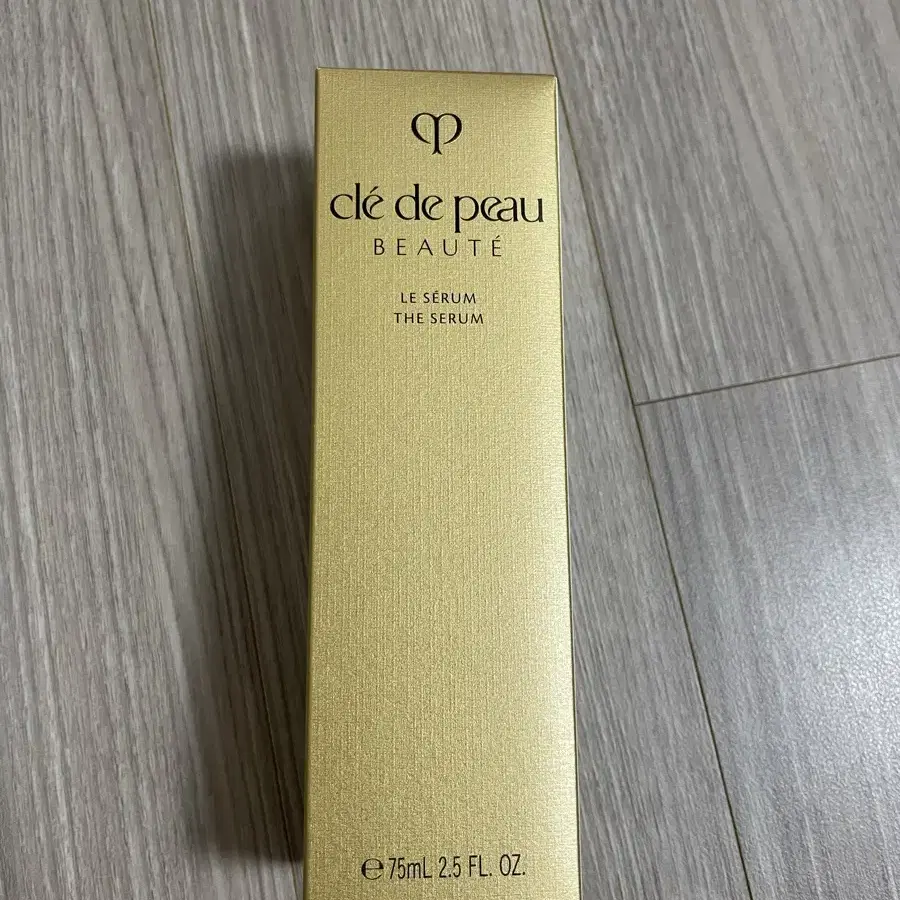 clé de peau
BEAUTÉ
LE SÉRUM
THE SERUM
℮ 75mL 2.5 FL. OZ.